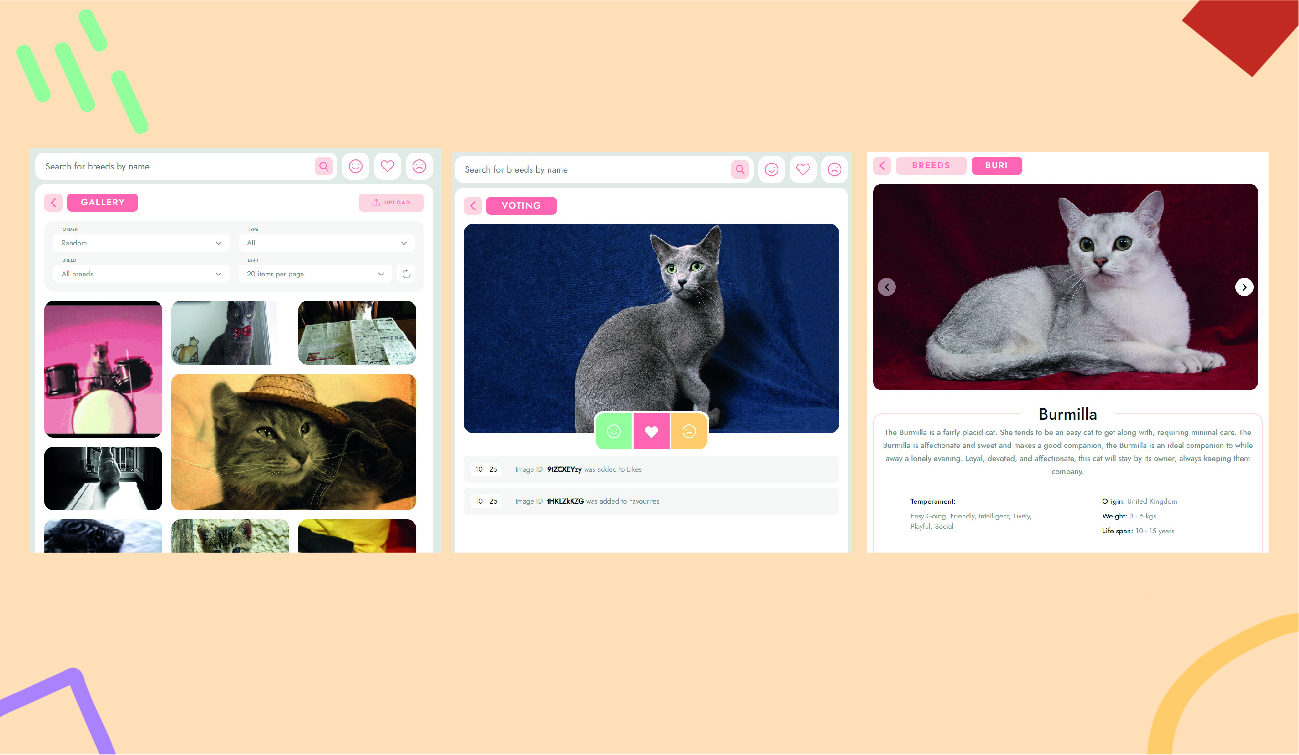 Search for breeds by name
GALLERY
UPLOAD
ORDER
TYPE
Random
All
BREED
LIMIT
All breeds
20 items per page
Search for breeds by name
VOTING
10 25
Image ID 9IZCXEYzy was added to Likes
10 25
Image ID tHKLZkKZG was added to Favourites
BREEDS
BURI
Burmilla
The Burmilla is a fairly placid cat. She tends to be an easy cat to get along with, requiring minimal care. The
Burmilla is affectionate and sweet and makes a good companion, the Burmilla is an ideal companion to while
away a lonely evening. Loyal, devoted, and affectionate, this cat will stay by its owner, always keeping them
company.
Temperament:
Easy Going, Friendly, Intelligent, Lively,
Playful, Social
Origin: United Kingdom
Weight: 3 - 6 kgs
Life span: 10 - 15 years